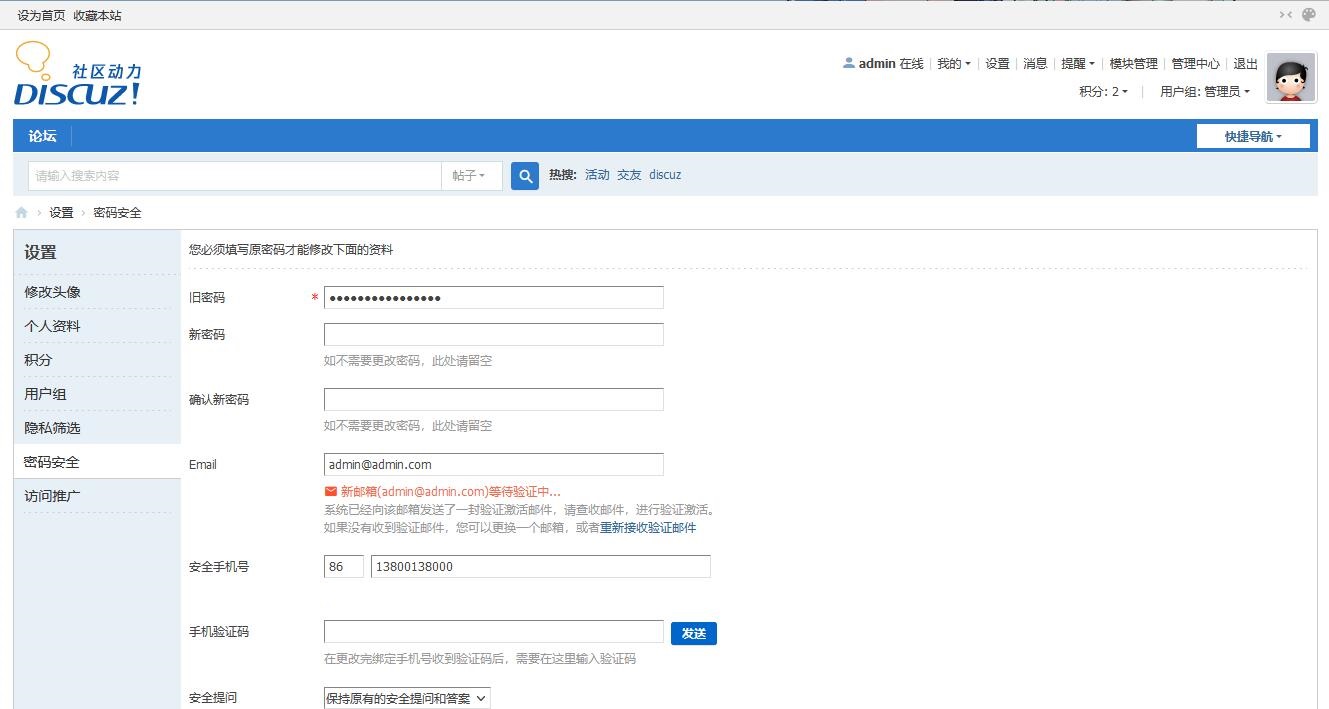 设为首页 收藏本站
社区动力
DISCUZ!
admin 在线 我的 设置 消息 提醒 模块管理 管理中心 退出
积分: 2 用户组: 管理员
论坛
快捷导航
请输入搜索内容 帖子 热搜: 活动 交友 discuz
设置 › 密码安全
设置
修改头像
个人资料
积分
用户组
隐私筛选
密码安全
访问推广
您必须填写原密码才能修改下面的资料
旧密码 * ●●●●●●●●●●●●●●●●
新密码
如不需要更改密码，此处请留空
确认新密码
如不需要更改密码，此处请留空
Email admin@admin.com
新邮箱(admin@admin.com)等待验证中...
系统已经向该邮箱发送了一封验证激活邮件，请查收邮件，进行验证激活。
如果没有收到验证邮件，您可以更换一个邮箱，或者重新接收验证邮件
安全手机号 86 13800138000
手机验证码 发送
在更改完绑定手机号收到验证码后，需要在这里输入验证码
安全提问 保持原有的安全提问和答案